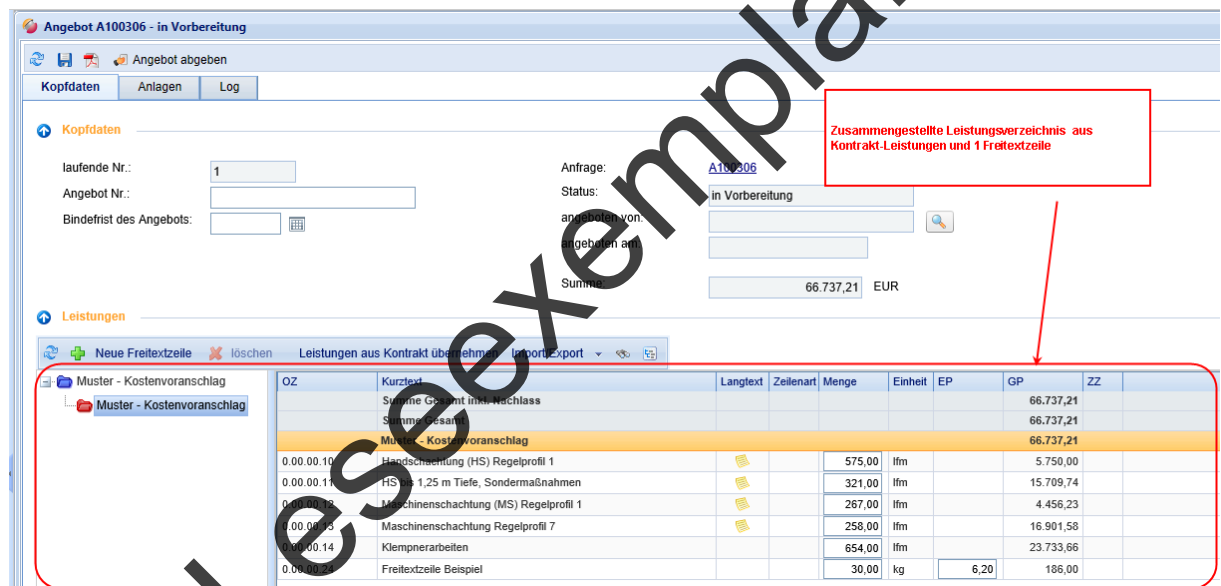 Angebot A100306 - in Vorbereitung
Angebot abgeben
Kopfdaten Anlagen Log
Kopfdaten
Zusammengestellte Leistungsverzeichnis aus
Kontrakt-Leistungen und 1 Freitextzeile
laufende Nr.: 1 Anfrage: A100306
Angebot Nr.: Status: in Vorbereitung
Bindefrist des Angebots: angeboten von:
angeboten am:
Summe: 66.737,21 EUR
Leistungen
Neue Freitextzeile löschen Leistungen aus Kontrakt übernehmen Import/Export
Muster - Kostenvoranschlag
Muster - Kostenvoranschlag
OZ Kurztext Langtext Zeilenart Menge Einheit EP GP ZZ
Summe Gesamt inkl. Nachlass 66.737,21
Summe Gesamt 66.737,21
Muster - Kostenvoranschlag 66.737,21
0.00.00.10 Handschachtung (HS) Regelprofil 1 575,00 lfm 5.750,00
0.00.00.11 HS bis 1,25 m Tiefe, Sondermaßnahmen 321,00 lfm 15.709,74
0.00.00.12 Maschinenschachtung (MS) Regelprofil 1 267,00 lfm 4.456,23
0.00.00.13 Maschinenschachtung Regelprofil 7 258,00 lfm 16.901,58
0.00.00.14 Klempnerarbeiten 654,00 lfm 23.733,66
0.00.00.24 Freitextzeile Beispiel 30,00 kg 6,20 186,00
Leseexemplar